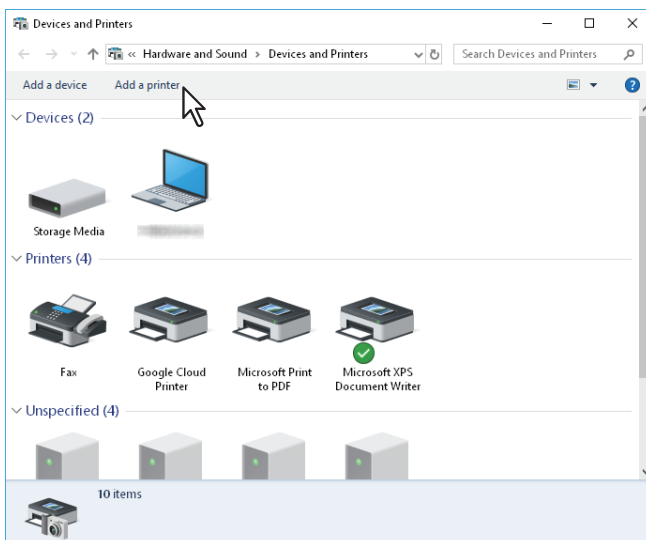 Devices and Printers
« Hardware and Sound > Devices and Printers
Search Devices and Printers
Add a device Add a printer
Devices (2)
Storage Media
Printers (4)
Fax Google Cloud Printer Microsoft Print to PDF Microsoft XPS Document Writer
Unspecified (4)
10 items